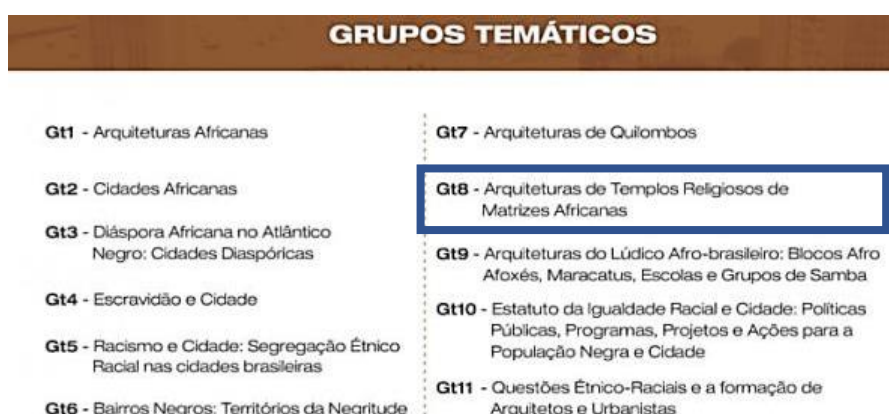 GRUPOS TEMÁTICOS
Gt1 - Arquiteturas Africanas
Gt2 - Cidades Africanas
Gt3 - Diáspora Africana no Atlântico
Negro: Cidades Diaspóricas
Gt4 - Escravidão e Cidade
Gt5 - Racismo e Cidade: Segregação Étnico
Racial nas cidades brasileiras
Gt6 - Bairros Negros: Territórios da Negritude
Gt7 - Arquiteturas de Quilombos
Gt8 - Arquiteturas de Templos Religiosos de
Matrizes Africanas
Gt9 - Arquiteturas do Lúdico Afro-brasileiro: Blocos Afro
Afoxés, Maracatus, Escolas e Grupos de Samba
Gt10 - Estatuto da Igualdade Racial e Cidade: Políticas
Públicas, Programas, Projetos e Ações para a
População Negra e Cidade
Gt11 - Questões Étnico-Raciais e a formação de
Arquitetos e Urbanistas